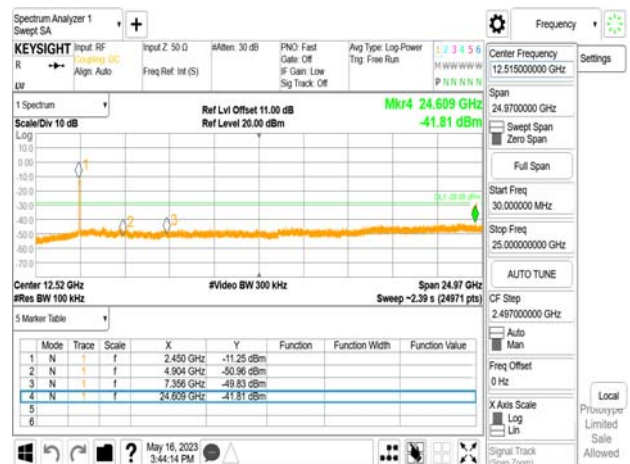 Spectrum Analyzer 1
Swept SA
+
Frequency
KEYSIGHT
Input: RF
Coupling: DC
Align: Auto
Input Z: 50 Ω
Freq Ref: Int (S)
#Atten: 30 dB
PNO: Fast
Gate: Off
IF Gain: Low
Sig Track: Off
Avg Type: Log-Power
Trig: Free Run
1 2 3 4 5 6
M W W W W W
P N N N N N
R
1 Spectrum
Scale/Div 10 dB
Ref Lvl Offset 11.00 dB
Ref Level 20.00 dBm
Mkr4 24.609 GHz
-41.81 dBm
Log
10.0
0.00
-10.0
-20.0
-30.0
-40.0
-50.0
-60.0
-70.0
1
2
3
Center 12.52 GHz
#Res BW 100 kHz
#Video BW 300 kHz
Span 24.97 GHz
Sweep ~2.39 s (24971 pts)
5 Marker Table
Mode Trace Scale X Y Function Function Width Function Value
1 N 1 f 2.450 GHz -11.25 dBm
2 N 1 f 4.904 GHz -50.96 dBm
3 N 1 f 7.356 GHz -49.83 dBm
4 N 1 f 24.609 GHz -41.81 dBm
5
6
?
May 16, 2023
3:44:14 PM
Center Frequency
12.515000000 GHz
Settings
Span
24.9700000 GHz
Swept Span
Zero Span
Full Span
Start Freq
30.000000 MHz
Stop Freq
25.000000000 GHz
AUTO TUNE
CF Step
2.497000000 GHz
Auto
Man
Freq Offset
0 Hz
X Axis Scale
Log
Lin
Signal Track
(Span Zoom)
Local
Prototype
Limited
Sale
Allowed